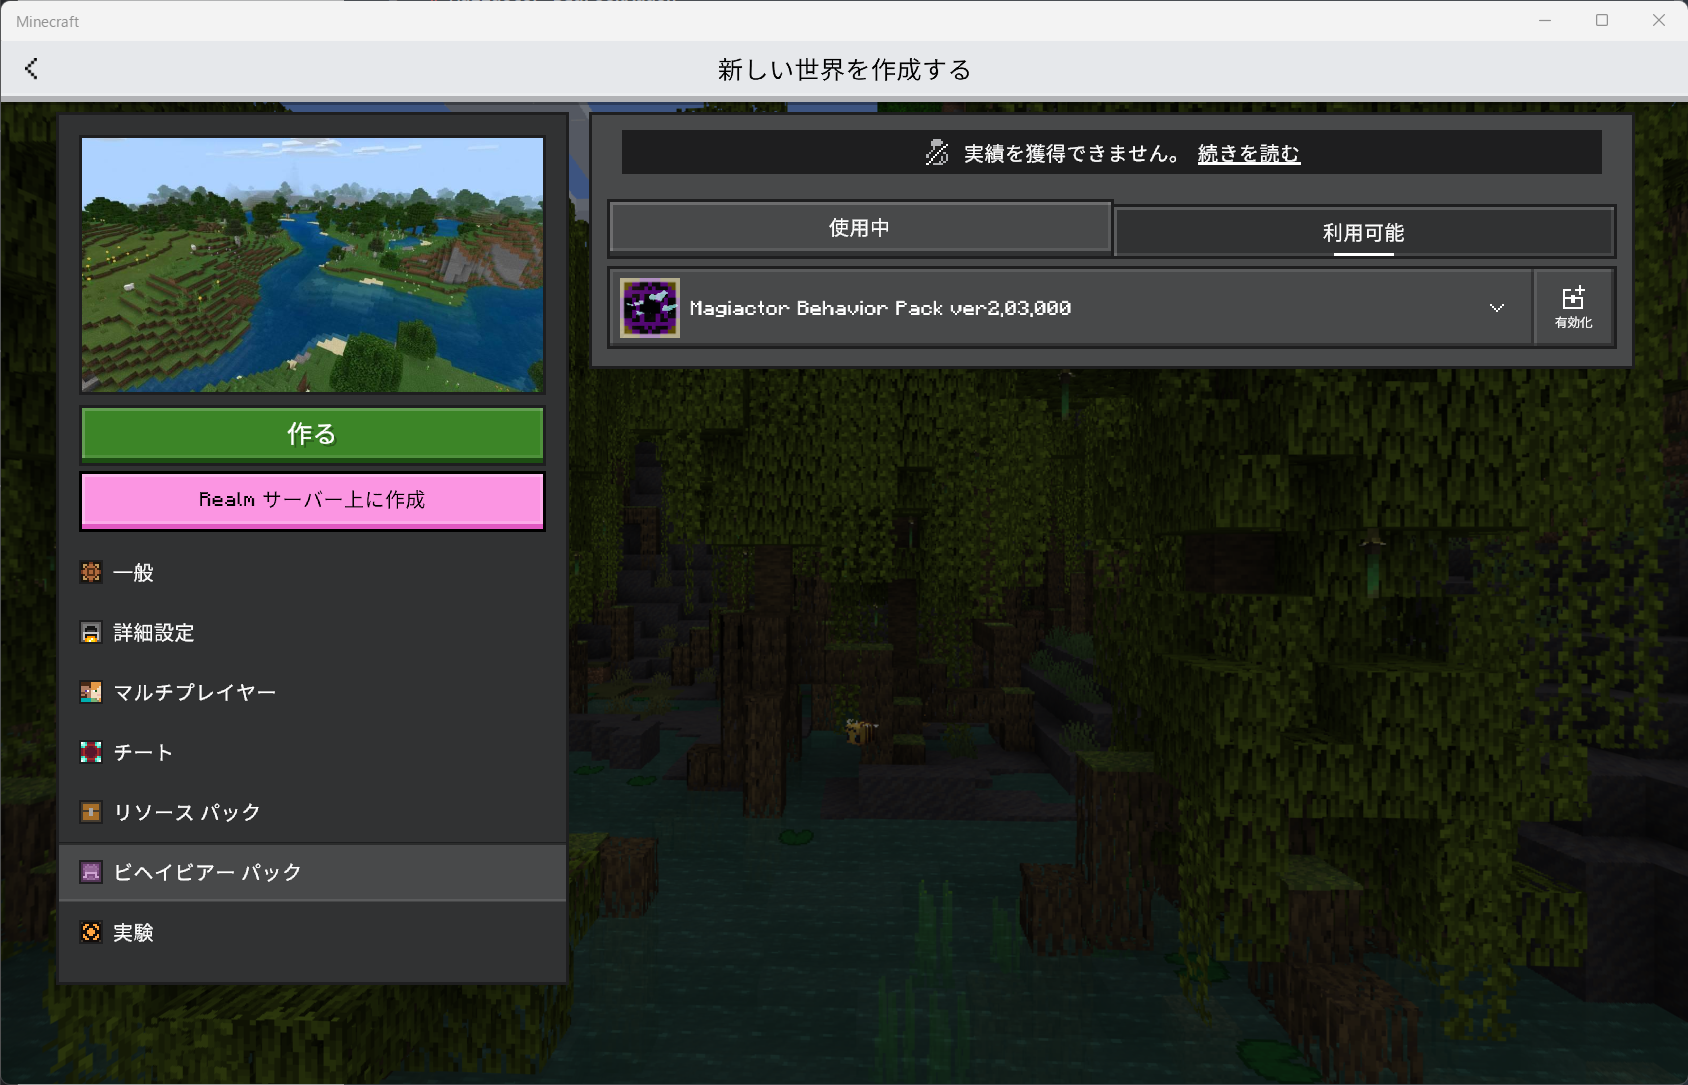 Minecraft
新しい世界を作成する
実績を獲得できません。 続きを読む
使用中
利用可能
Magiactor Behavior Pack ver2,03,000
有効化
作る
Realm サーバー上に作成
一般
詳細設定
マルチプレイヤー
チート
リソース パック
ビヘイビアー パック
実験